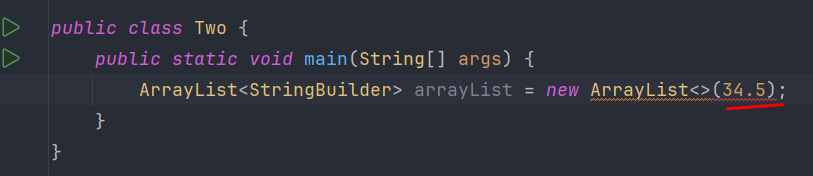 public class Two {
public static void main(String[] args) {
ArrayList<StringBuilder> arrayList = new ArrayList<>(34.5);
}
}